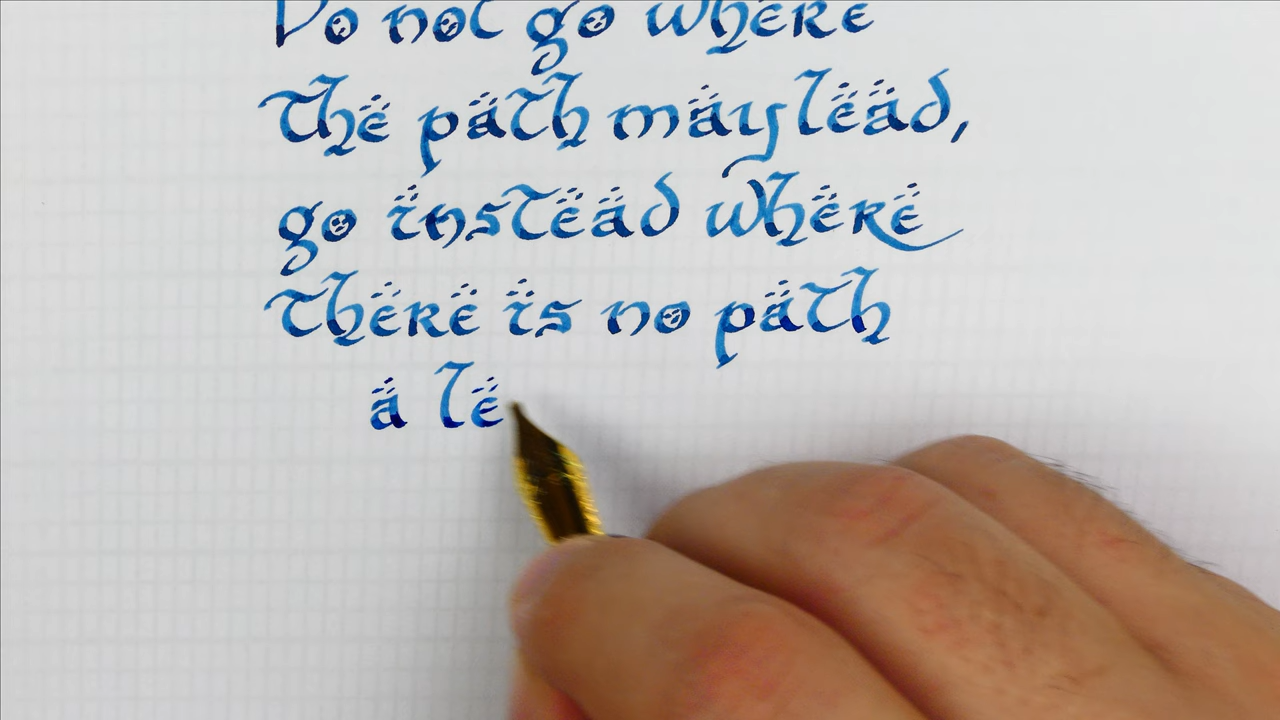 Do not go where
the path may lead,
go instead where
there is no path
a le